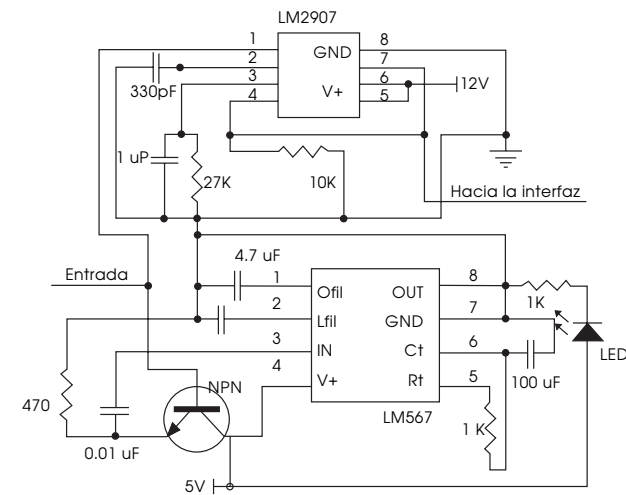 LM2907
1
2
3
4
GND
V+
8
7
6
5
12V
330pF
1 uP
27K
10K
Hacia la interfaz
Entrada
4.7 uF
1
2
3
4
Ofil
Lfil
IN
V+
OUT
GND
Ct
Rt
8
7
6
5
1K
LED
100 uF
1 K
LM567
NPN
470
0.01 uF
5V